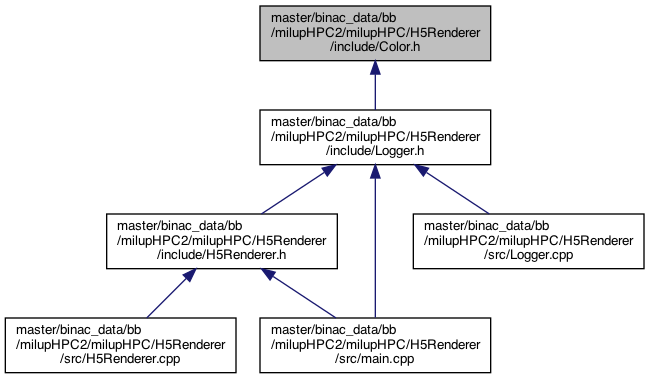 master/binac_data/bb
/milupHPC2/milupHPC/H5Renderer
/include/Color.h
master/binac_data/bb
/milupHPC2/milupHPC/H5Renderer
/include/Logger.h
master/binac_data/bb
/milupHPC2/milupHPC/H5Renderer
/include/H5Renderer.h
master/binac_data/bb
/milupHPC2/milupHPC/H5Renderer
/src/Logger.cpp
master/binac_data/bb
/milupHPC2/milupHPC/H5Renderer
/src/H5Renderer.cpp
master/binac_data/bb
/milupHPC2/milupHPC/H5Renderer
/src/main.cpp